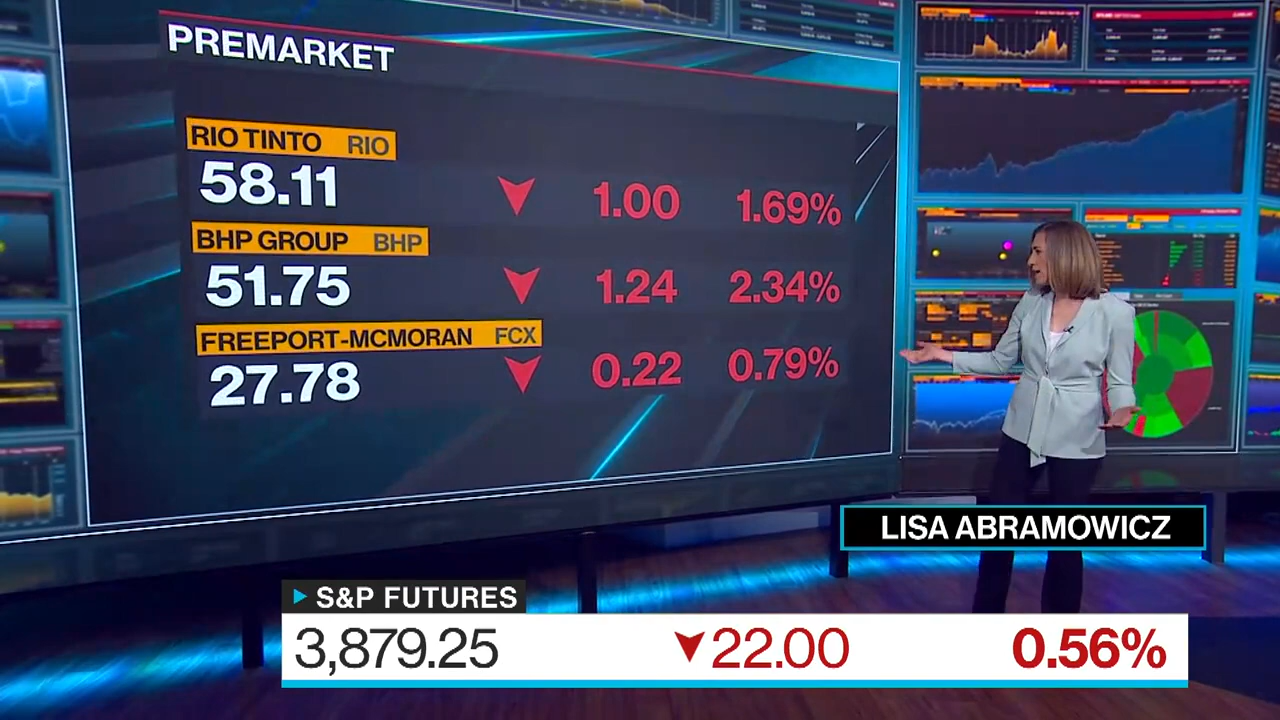 PREMARKET
RIO TINTO RIO
58.11 1.00 1.69%
BHP GROUP BHP
51.75 1.24 2.34%
FREEPORT-MCMORAN FCX
27.78 0.22 0.79%
LISA ABRAMOWICZ
S&P FUTURES
3,879.25 22.00 0.56%